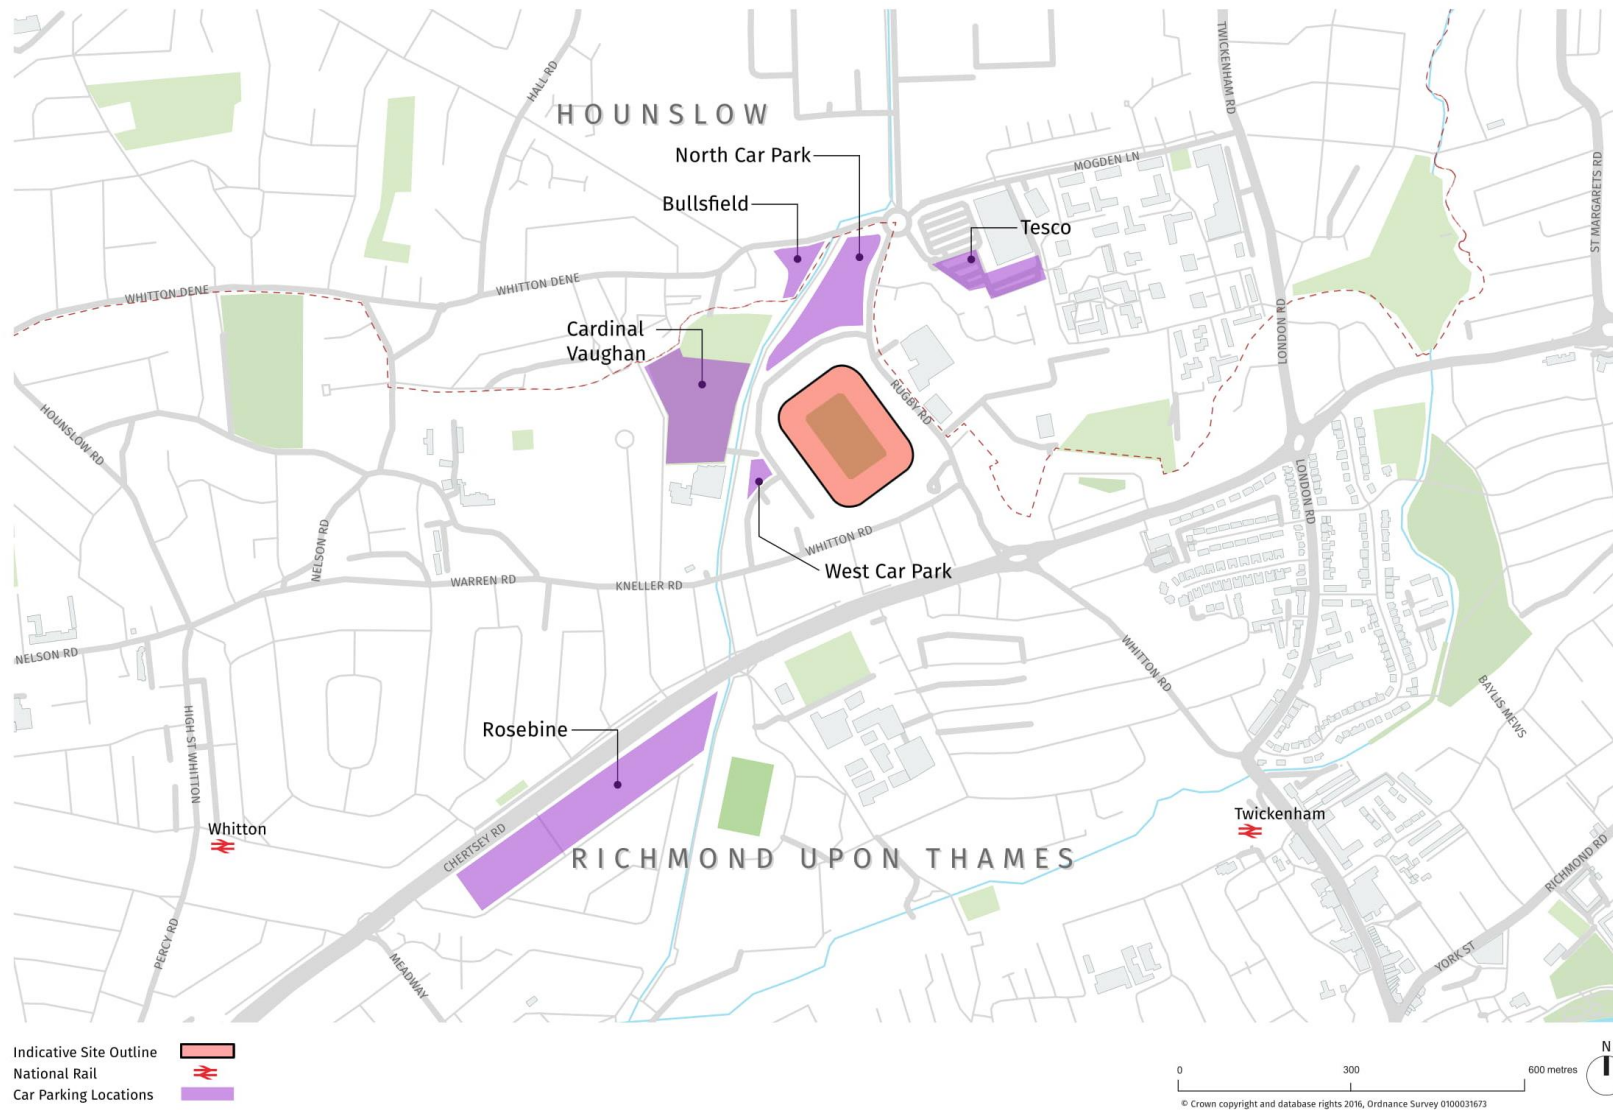 TWICKENHAM RD
HALL RD
HOUNSLOW
North Car Park
MOGDEN LN
ST MARGARETS RD
Bullsfield
Tesco
WHITTON DENE
WHITTON DENE
LONDON RD
Cardinal
Vaughan
RUGBY RD
HOUNSLOW RD
LONDON RD
NELSON RD
WHITTON RD
West Car Park
WARREN RD
KNELLER RD
NELSON RD
WHITTON RD
BAYLIS MEWS
HIGH ST WHITTON
Rosebine
Whitton
Twickenham
CHERTSEY RD
RICHMOND UPON THAMES
RICHMOND RD
PERCY RD
MEADWAY
YORK ST
Indicative Site Outline
National Rail
Car Parking Locations
N
0 300 600 metres
© Crown copyright and database rights 2016, Ordnance Survey 0100031673